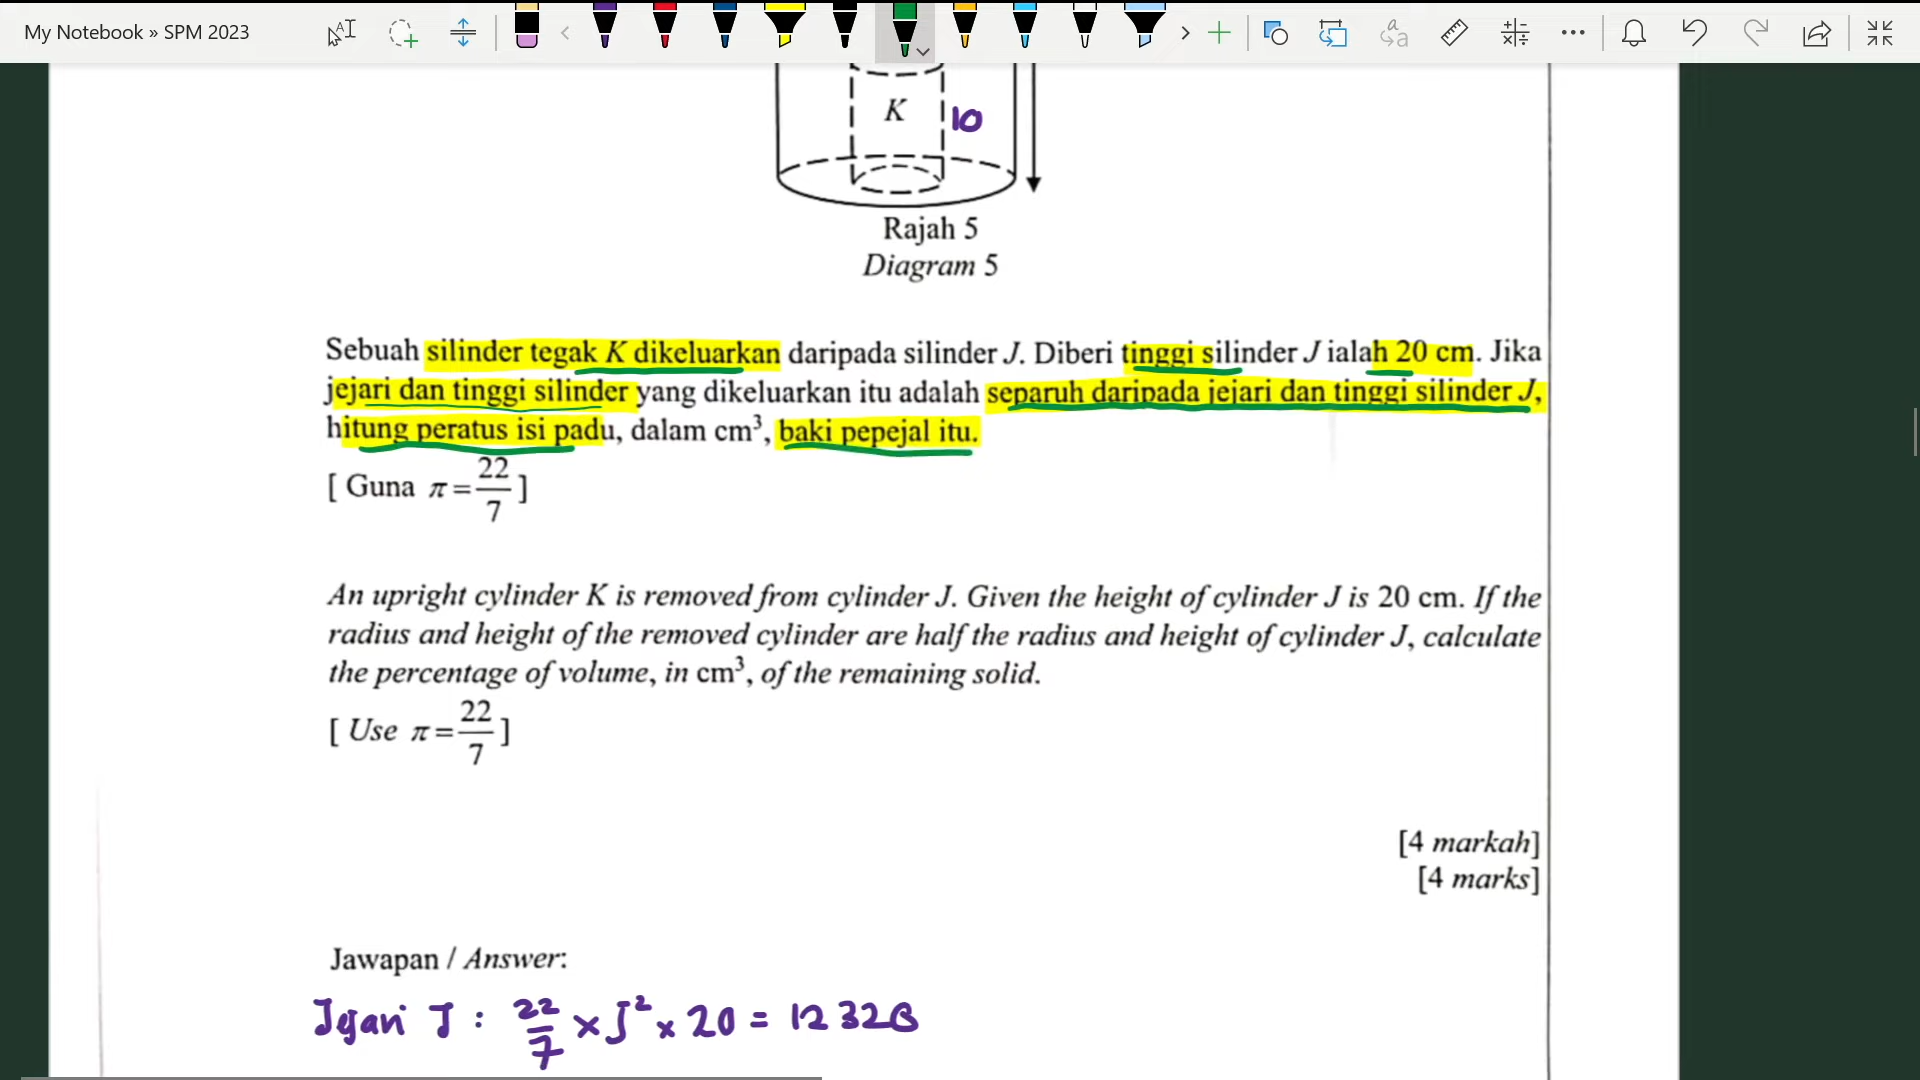 My Notebook » SPM 2023
K
10
Rajah 5
Diagram 5
Sebuah silinder tegak K dikeluarkan daripada silinder J. Diberi tinggi silinder J ialah 20 cm. Jika
jejari dan tinggi silinder yang dikeluarkan itu adalah separuh daripada jejari dan tinggi silinder J,
hitung peratus isi padu, dalam cm³, baki pepejal itu.
[ Guna π = 22/7 ]
An upright cylinder K is removed from cylinder J. Given the height of cylinder J is 20 cm. If the
radius and height of the removed cylinder are half the radius and height of cylinder J, calculate
the percentage of volume, in cm³, of the remaining solid.
[ Use π = 22/7 ]
[4 markah]
[4 marks]
Jawapan / Answer:
Jejari J : 22/7 × J² × 20 = 12320